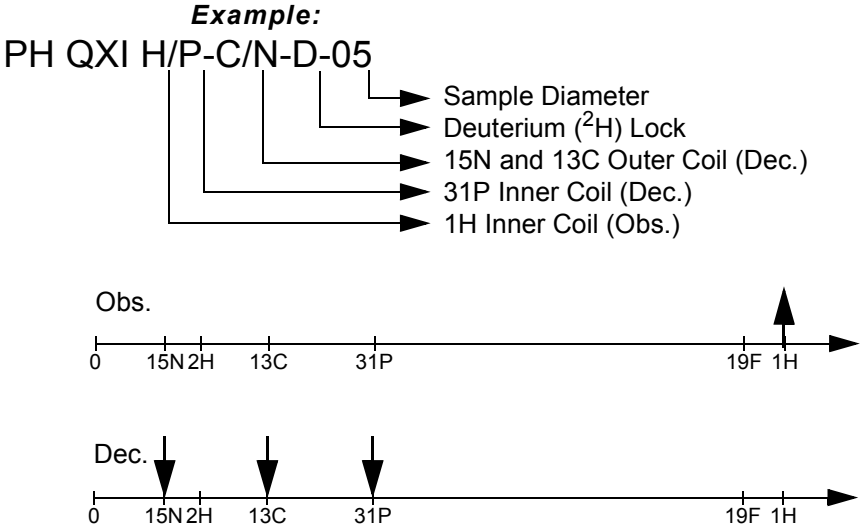 Example:
PH QXI H/P-C/N-D-05
Sample Diameter
Deuterium (2H) Lock
15N and 13C Outer Coil (Dec.)
31P Inner Coil (Dec.)
1H Inner Coil (Obs.)
Obs.
0 15N 2H 13C 31P 19F 1H
Dec.
0 15N 2H 13C 31P 19F 1H